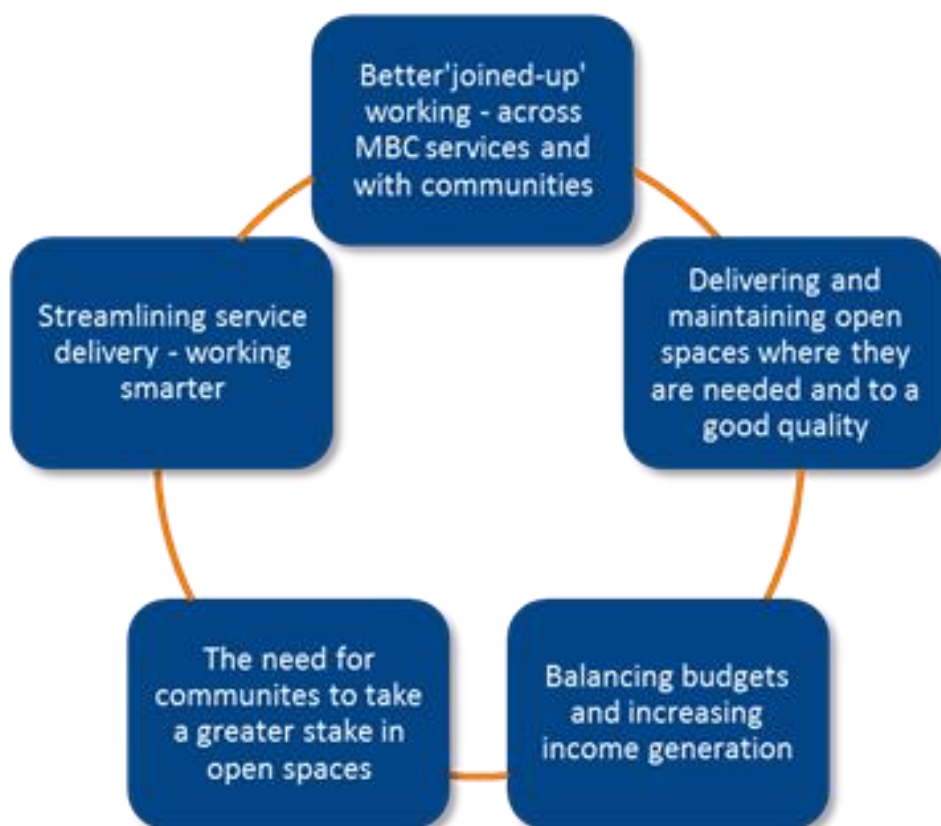 Better'joined-up'
working - across
MBC services and
with communities
Delivering and
maintaining open
spaces where they
are needed and to a
good quality
Balancing budgets
and increasing
income generation
The need for
communites to take
a greater stake in
open spaces
Streamlining service
delivery - working
smarter